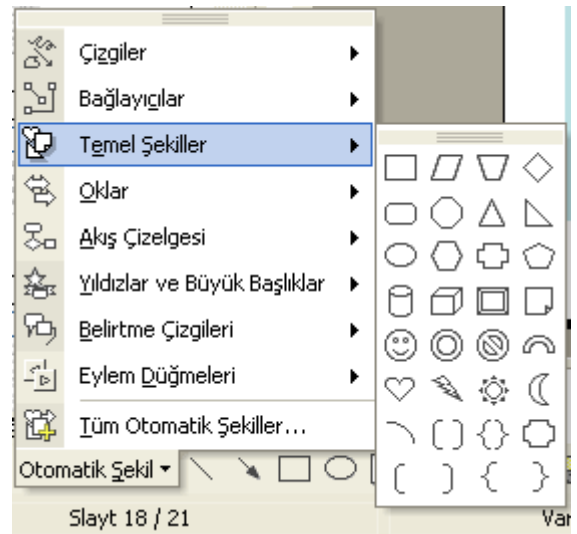 Çizgiler
Bağlayıcılar
Temel Şekiller
Oklar
Akış Çizelgesi
Yıldızlar ve Büyük Başlıklar
Belirtme Çizgileri
Eylem Düğmeleri
Tüm Otomatik Şekiller...
Otomatik Şekil
Slayt 18 / 21